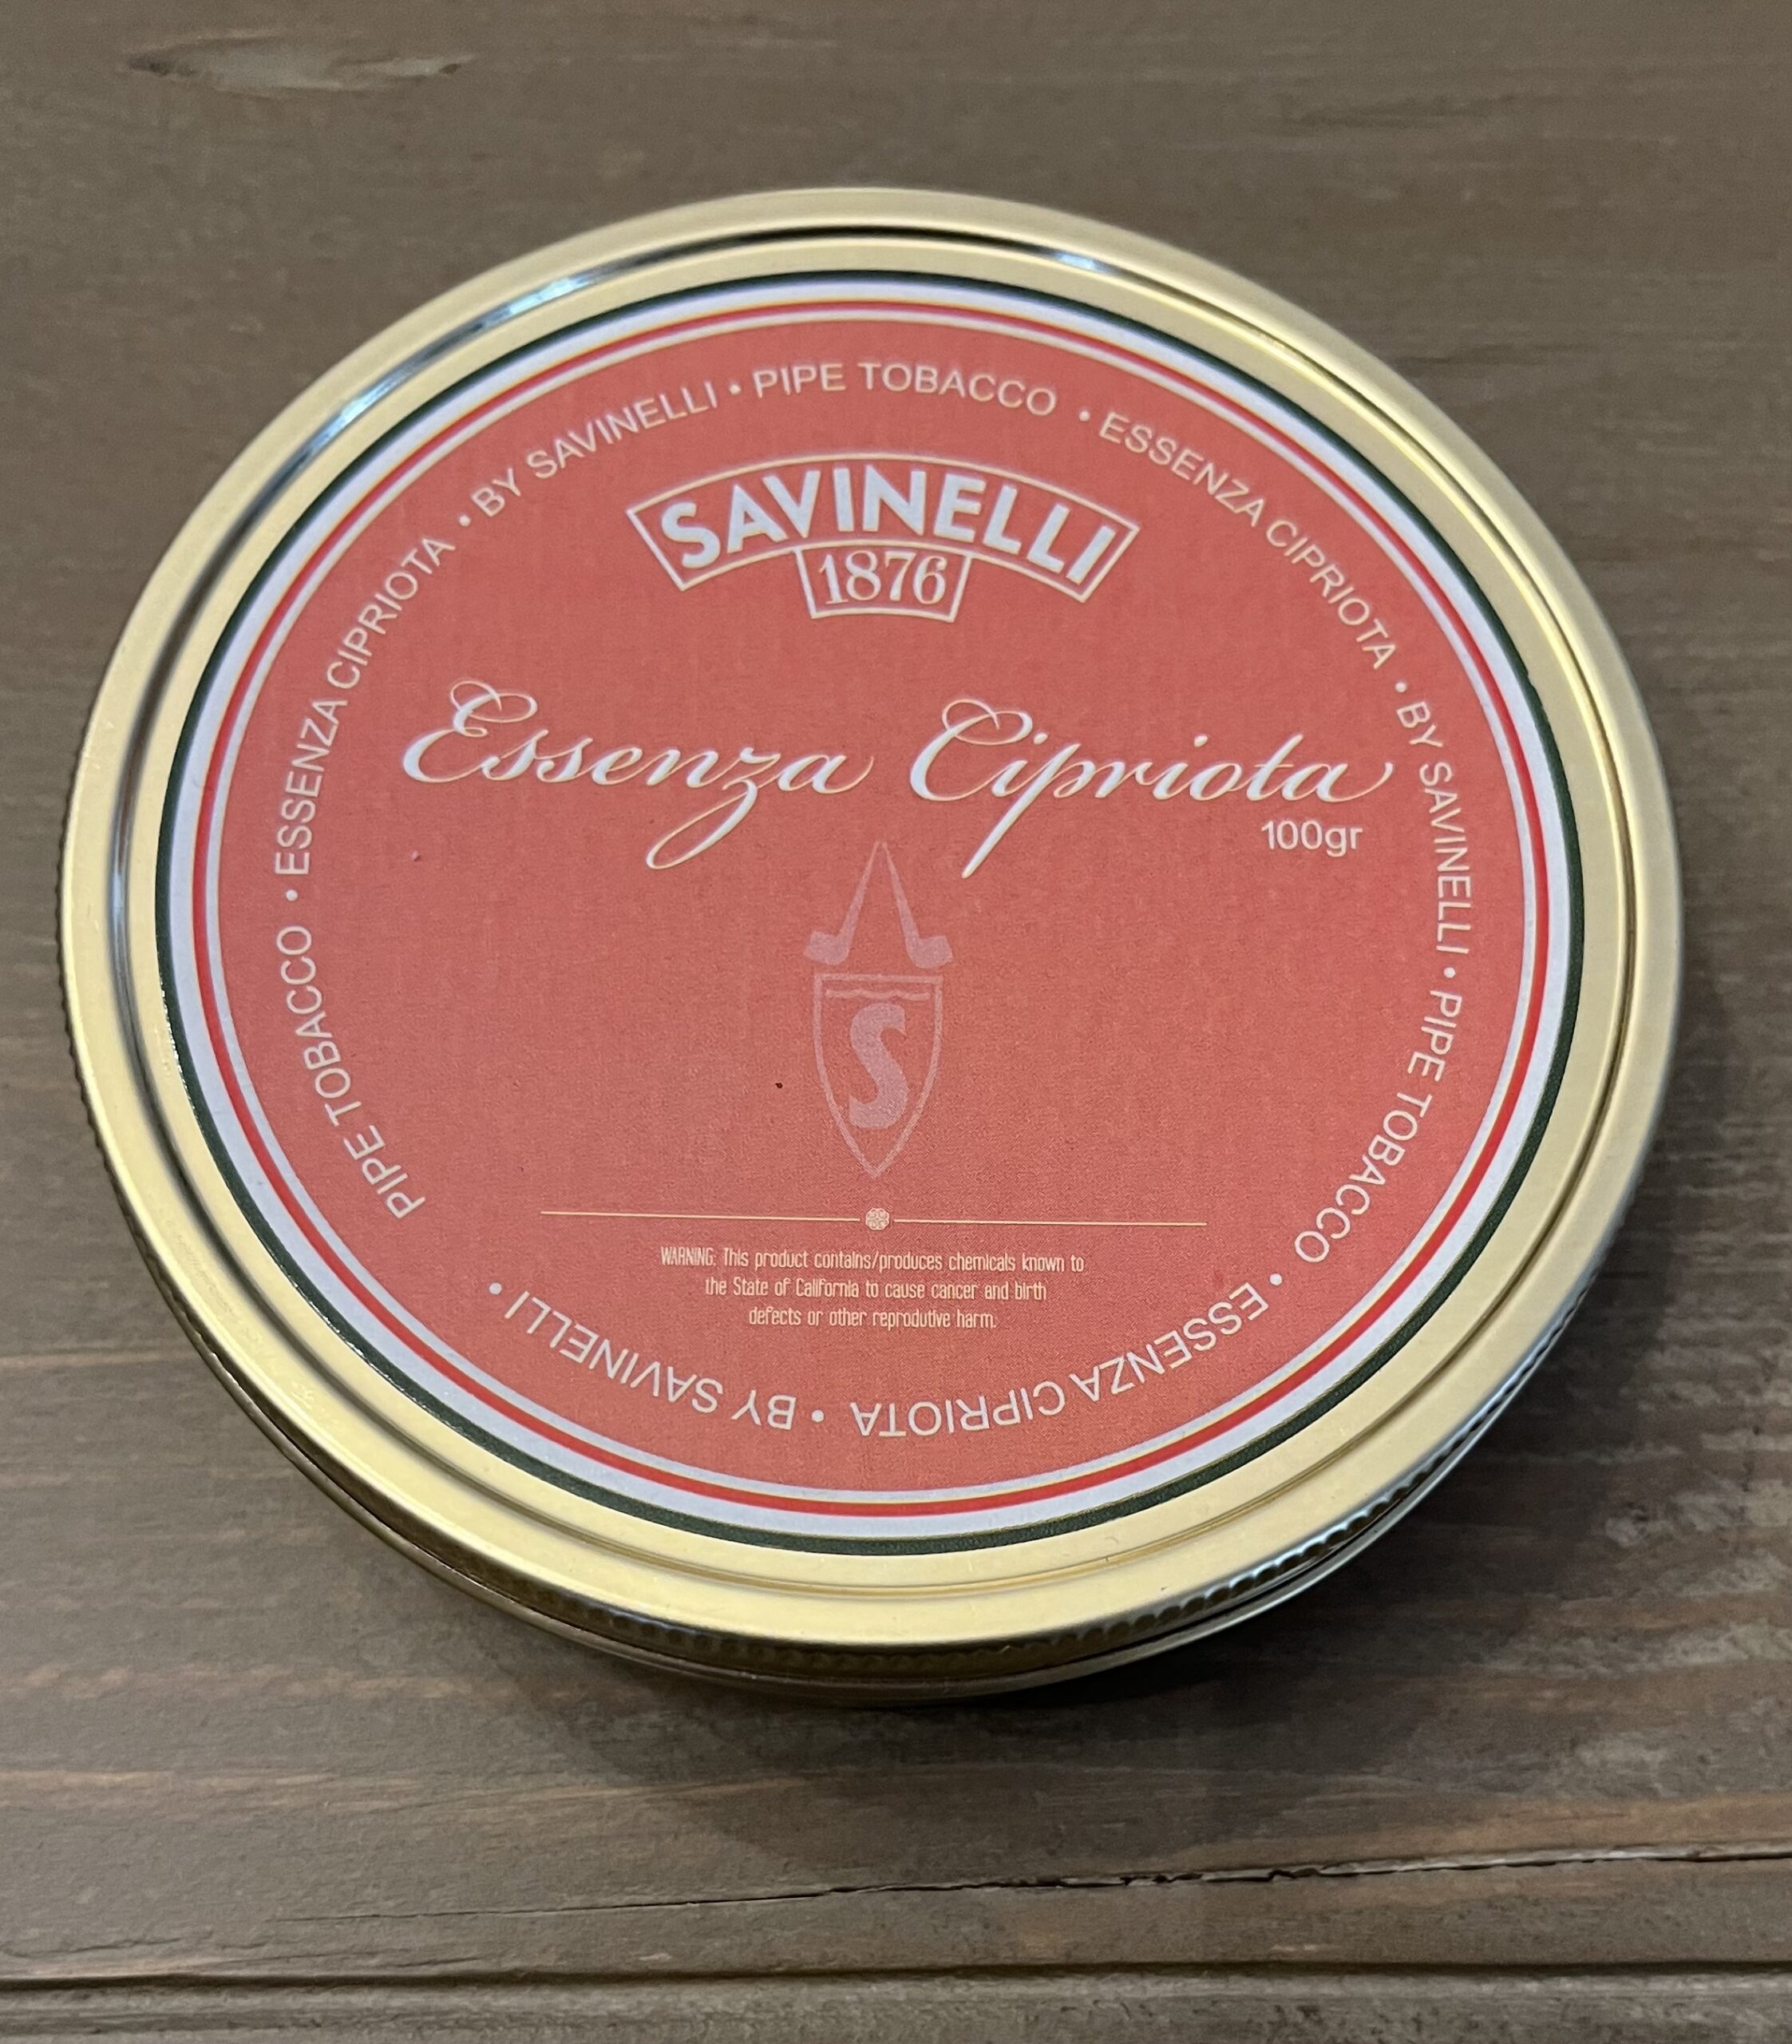 PIPE TOBACCO • ESSENZA CIPRIOTA • BY SAVINELLI • PIPE TOBACCO • ESSENZA CIPRIOTA • BY SAVINELLI • PIPE TOBACCO • ESSENZA CIPRIOTA • BY SAVINELLI •
SAVINELLI
1876
Essenza Cipriota
100gr
S
WARNING: This product contains/produces chemicals known to
the State of California to cause cancer and birth
defects or other reprodutive harm.